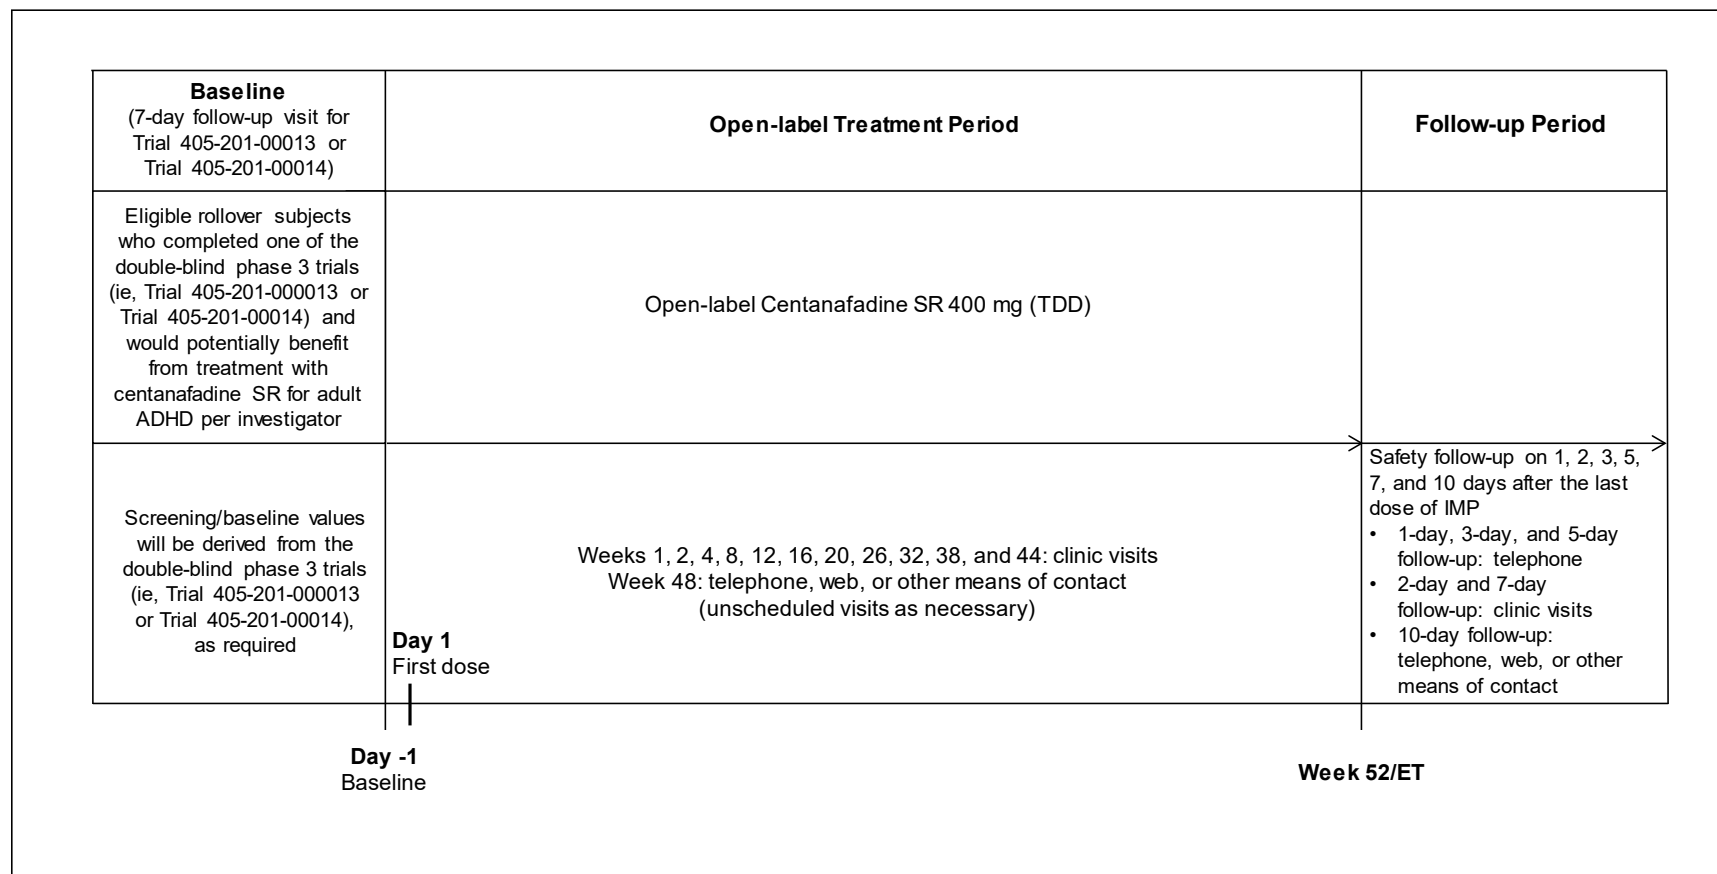 Baseline
(7-day follow-up visit for
Trial 405-201-00013 or
Trial 405-201-00014)
Open-label Treatment Period
Follow-up Period
Eligible rollover subjects
who completed one of the
double-blind phase 3 trials
(ie, Trial 405-201-000013 or
Trial 405-201-00014) and
would potentially benefit
from treatment with
centanafadine SR for adult
ADHD per investigator
Open-label Centanafadine SR 400 mg (TDD)
Screening/baseline values
will be derived from the
double-blind phase 3 trials
(ie, Trial 405-201-000013
or Trial 405-201-00014),
as required
Weeks 1, 2, 4, 8, 12, 16, 20, 26, 32, 38, and 44: clinic visits
Week 48: telephone, web, or other means of contact
(unscheduled visits as necessary)
Safety follow-up on 1, 2, 3, 5,
7, and 10 days after the last
dose of IMP
• 1-day, 3-day, and 5-day
follow-up: telephone
• 2-day and 7-day
follow-up: clinic visits
• 10-day follow-up:
telephone, web, or other
means of contact
Day 1
First dose
Day -1
Baseline
Week 52/ET